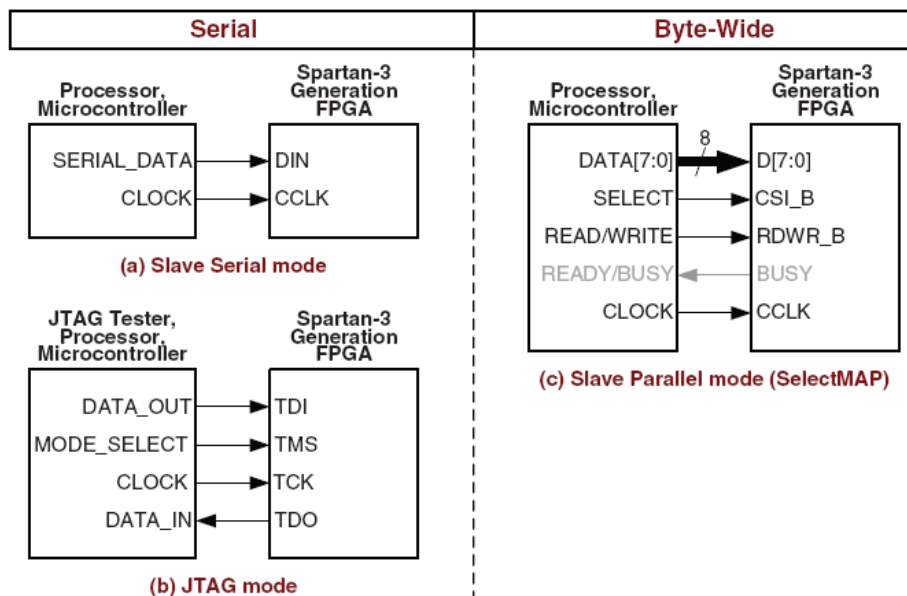 Serial
Byte-Wide
Processor,
Microcontroller
Spartan-3
Generation
FPGA
SERIAL_DATA
DIN
CLOCK
CCLK
(a) Slave Serial mode
JTAG Tester,
Processor,
Microcontroller
Spartan-3
Generation
FPGA
DATA_OUT
TDI
MODE_SELECT
TMS
CLOCK
TCK
DATA_IN
TDO
(b) JTAG mode
Processor,
Microcontroller
Spartan-3
Generation
FPGA
8
DATA[7:0]
D[7:0]
SELECT
CSI_B
READ/WRITE
RDWR_B
READY/BUSY
BUSY
CLOCK
CCLK
(c) Slave Parallel mode (SelectMAP)